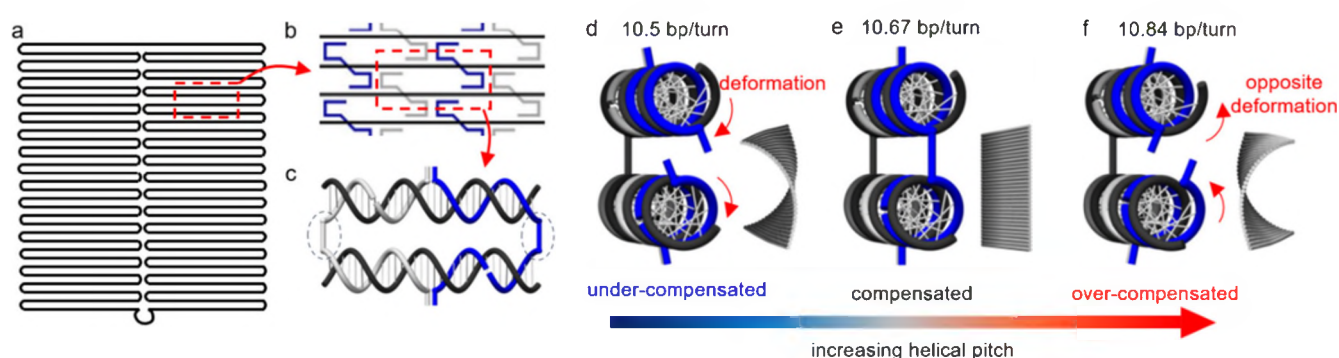 a
b
c
d 10.5 bp/turn
deformation
under-compensated
e 10.67 bp/turn
compensated
f 10.84 bp/turn
opposite
deformation
over-compensated
increasing helical pitch